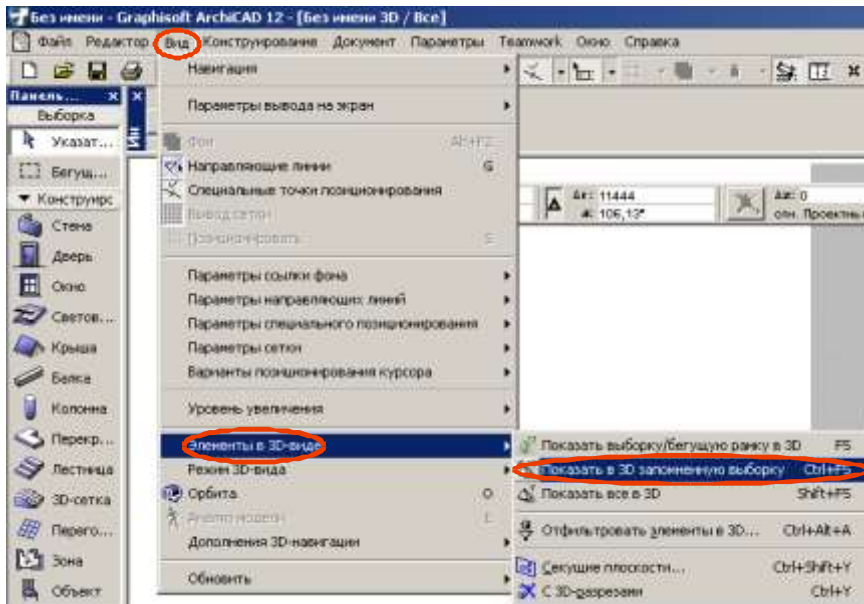 Без имени - Graphisoft ArchiCAD 12 - [Без имени 3D / Все]
Файл Редактор Вид Конструирование Документ Параметры Teamwork Окно Справка
Панель...
Выборка
Указат...
Бегущ...
Конструирс
Стена
Дверь
Окно
Светов...
Крыша
Балка
Колонна
Перекр...
Лестница
3D-сетка
Перего...
Зона
Объект
Навигация
Параметры вывода на экран
Фон Alt+F2
Направляющие линии G
Специальные точки позиционирования
Вывод сетки
Позиционировать S
Параметры ссылки фона
Параметры направляющих линий
Параметры специального позиционирования
Параметры сетки
Варианты позиционирования курсора
Уровень увеличения
Элементы в 3D-виде
Режим 3D-вида
Орбита O
Дополнения 3D-навигации
Обновить
11444
106,13°
0
отн. Проектны
Показать выборку/бегущую рамку в 3D F5
Показать в 3D запомненную выборку Ctrl+F5
Показать все в 3D Shift+F5
Отфильтровать элементы в 3D... Ctrl+Alt+A
Секущие плоскости... Ctrl+Shift+Y
С 3D-разрезами Ctrl+Y